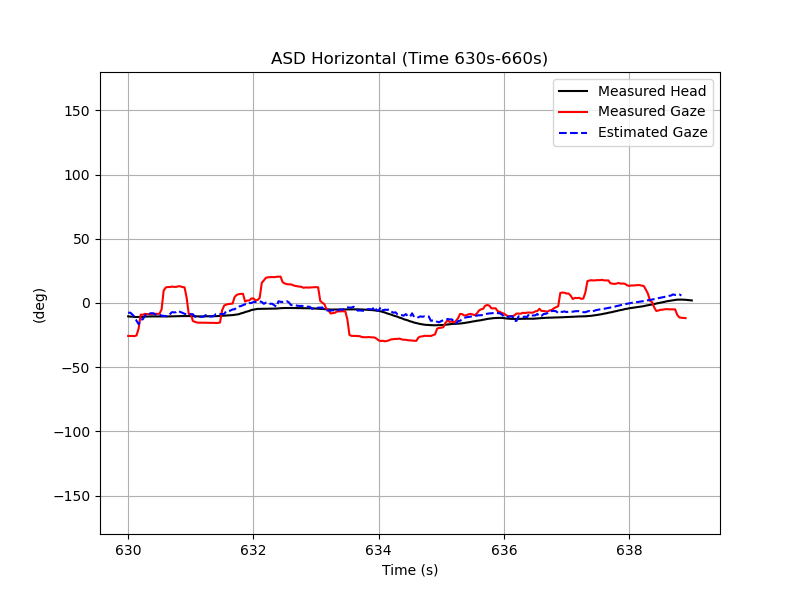 ASD Horizontal (Time 630s-660s)
Measured Head
Measured Gaze
Estimated Gaze
150
100
50
0
−50
−100
−150
(deg)
630 632 634 636 638
Time (s)